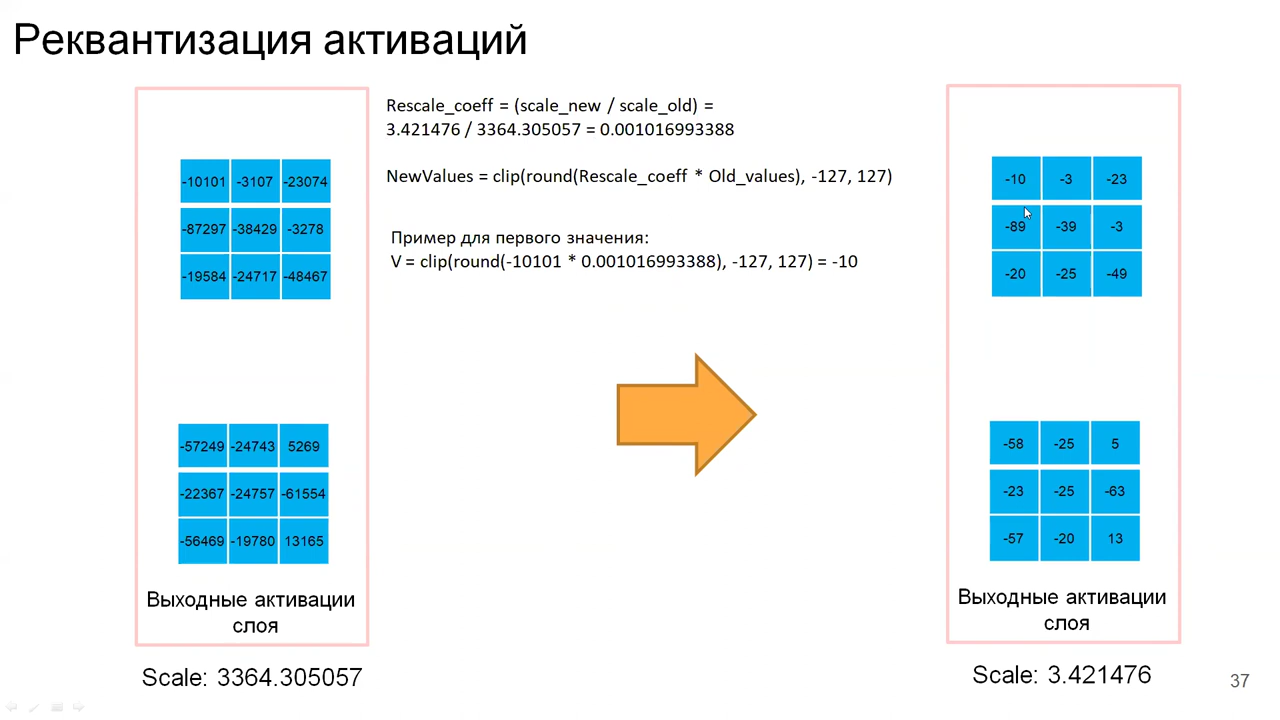 Реквантизация активаций
Rescale_coeff = (scale_new / scale_old) =
3.421476 / 3364.305057 = 0.001016993388
NewValues = clip(round(Rescale_coeff * Old_values), -127, 127)
Пример для первого значения:
V = clip(round(-10101 * 0.001016993388), -127, 127) = -10
-10101 -3107 -23074
-87297 -38429 -3278
-19584 -24717 -48467
-57249 -24743 5269
-22367 -24757 -61554
-56469 -19780 13165
Выходные активации
слоя
Scale: 3364.305057
-10 -3 -23
-89 -39 -3
-20 -25 -49
-58 -25 5
-23 -25 -63
-57 -20 13
Выходные активации
слоя
Scale: 3.421476
37